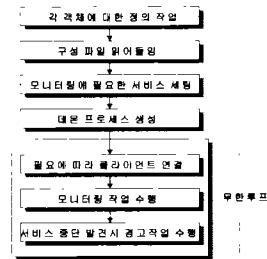 각 객체에 대한 정의 작업
구성 파일 읽어들임
모니터링에 필요한 서비스 세팅
데몬 프로세스 생성
필요에 따라 클라이언트 연결
모니터링 작업 수행
무한루프
서비스 중단 발견시 경고작업 수행